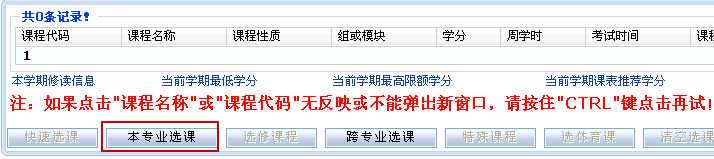 共0条记录!
课程代码 课程名称 课程性质 组或模块 学分 周学时 考试时间 课程
1
本学期修读信息 当前学期最低学分 当前学期最高限额学分 当前学期课表推荐学分
注：如果点击"课程名称"或"课程代码"无反映或不能弹出新窗口，请按住"CTRL"键点击再试!
快速选课 本专业选课 选修课程 跨专业选课 特殊课程 选体育课 清空选课